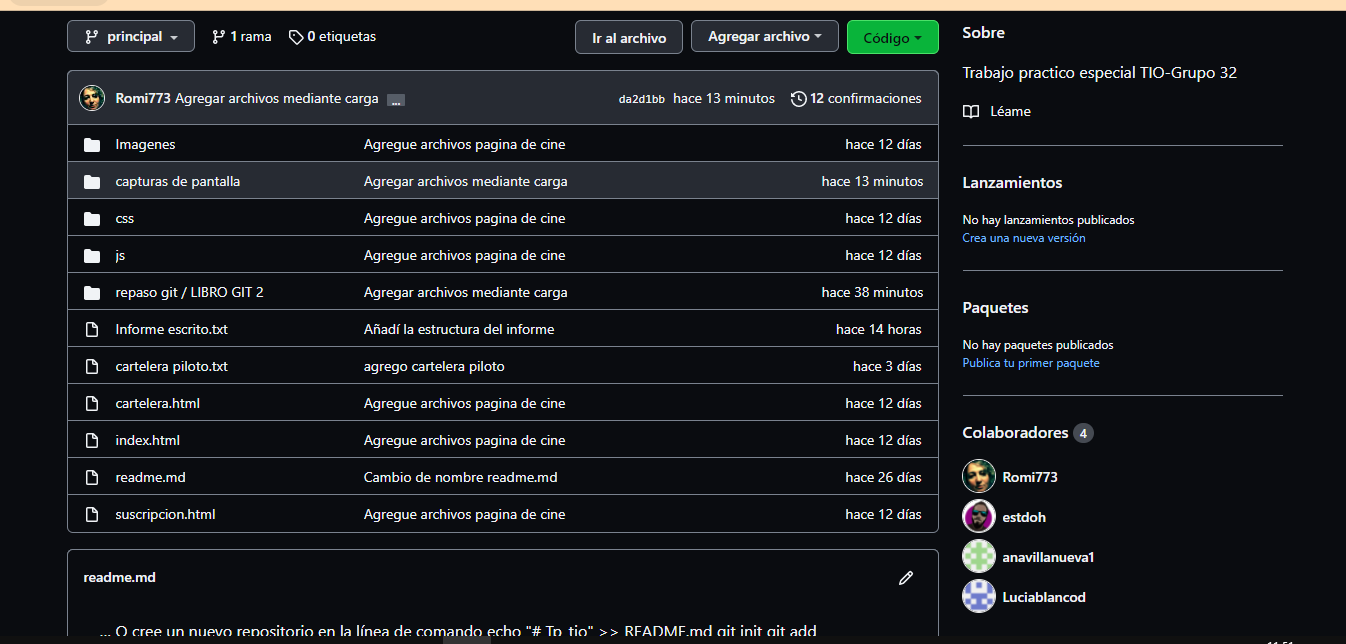 principal 1 rama 0 etiquetas Ir al archivo Agregar archivo Código
Romi773 Agregar archivos mediante carga ... da2d1bb hace 13 minutos 12 confirmaciones
Imagenes Agregue archivos pagina de cine hace 12 días
capturas de pantalla Agregar archivos mediante carga hace 13 minutos
css Agregue archivos pagina de cine hace 12 días
js Agregue archivos pagina de cine hace 12 días
repaso git / LIBRO GIT 2 Agregar archivos mediante carga hace 38 minutos
Informe escrito.txt Añadí la estructura del informe hace 14 horas
cartelera piloto.txt agrego cartelera piloto hace 3 días
cartelera.html Agregue archivos pagina de cine hace 12 días
index.html Agregue archivos pagina de cine hace 12 días
readme.md Cambio de nombre readme.md hace 26 días
suscripcion.html Agregue archivos pagina de cine hace 12 días
readme.md
... O cree un nuevo repositorio en la línea de comando echo "# Tp_tio" >> README.md git init git add
Sobre
Trabajo practico especial TIO-Grupo 32
Léame
Lanzamientos
No hay lanzamientos publicados
Crea una nueva versión
Paquetes
No hay paquetes publicados
Publica tu primer paquete
Colaboradores 4
Romi773
estdoh
anavillanueva1
Luciablancod